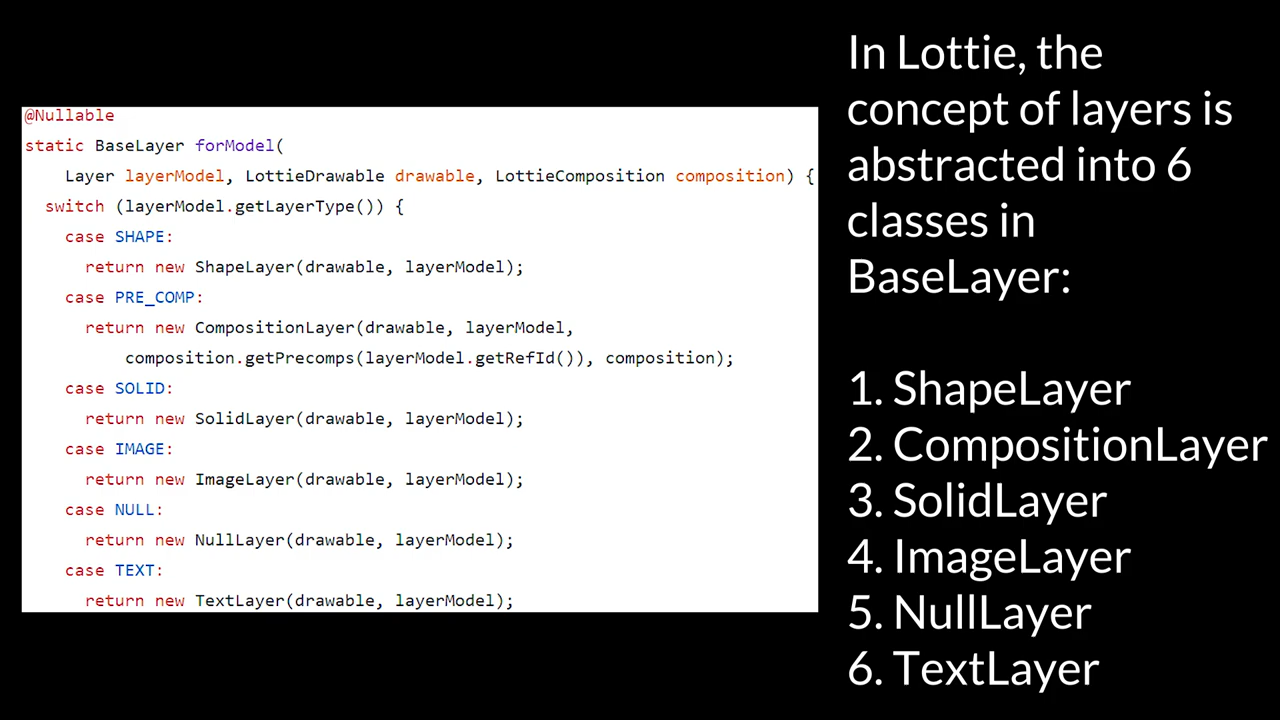 @Nullable
static BaseLayer forModel(
Layer layerModel, LottieDrawable drawable, LottieComposition composition) {
switch (layerModel.getLayerType()) {
case SHAPE:
return new ShapeLayer(drawable, layerModel);
case PRE_COMP:
return new CompositionLayer(drawable, layerModel,
composition.getPrecomps(layerModel.getRefId()), composition);
case SOLID:
return new SolidLayer(drawable, layerModel);
case IMAGE:
return new ImageLayer(drawable, layerModel);
case NULL:
return new NullLayer(drawable, layerModel);
case TEXT:
return new TextLayer(drawable, layerModel);
In Lottie, the
concept of layers is
abstracted into 6
classes in
BaseLayer:
1. ShapeLayer
2. CompositionLayer
3. SolidLayer
4. ImageLayer
5. NullLayer
6. TextLayer